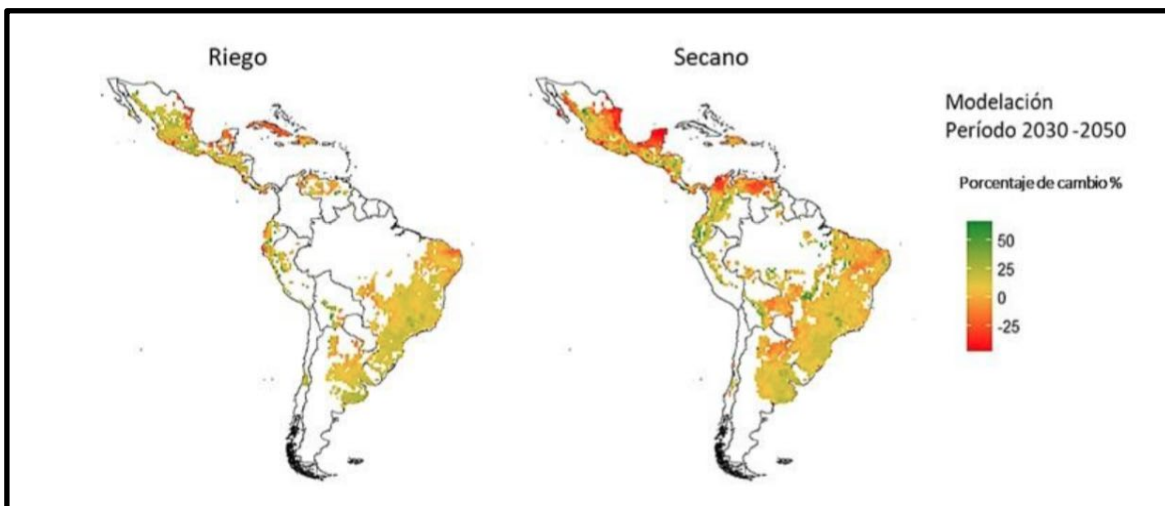 Riego
Secano
Modelación
Período 2030 -2050
Porcentaje de cambio %
50
25
0
-25